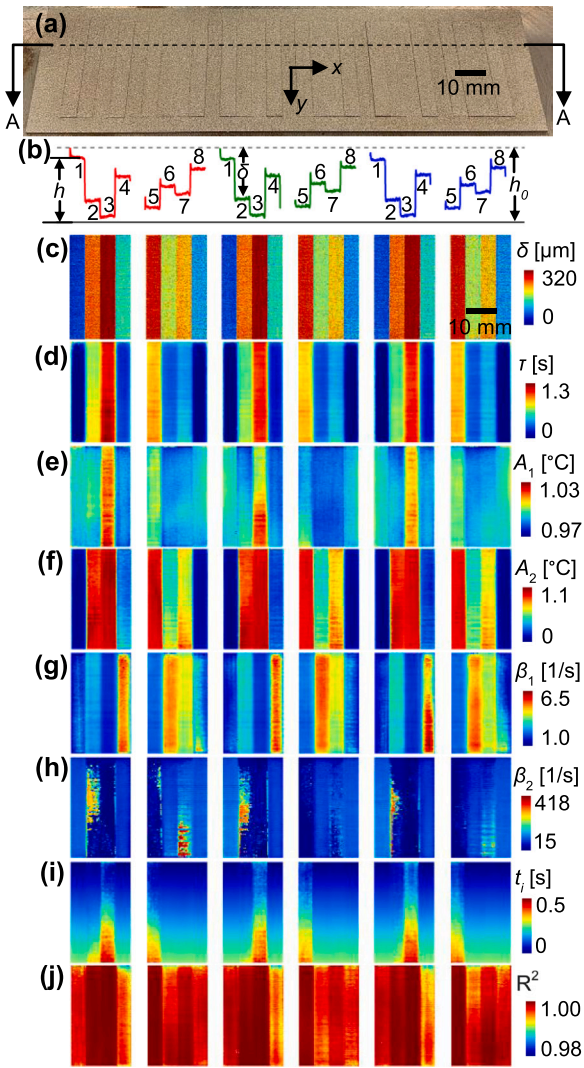 (a)
x
y
10 mm
A
A
(b)
h
1
2
3
4
5
6
7
8
1
δ
2
3
4
5
6
7
8
1
2
3
4
5
6
7
8
h0
(c)
δ [µm]
320
0
10 mm
(d)
τ [s]
1.3
0
(e)
A1 [°C]
1.03
0.97
(f)
A2 [°C]
1.1
0
(g)
β1 [1/s]
6.5
1.0
(h)
β2 [1/s]
418
15
(i)
ti [s]
0.5
0
(j)
R2
1.00
0.98